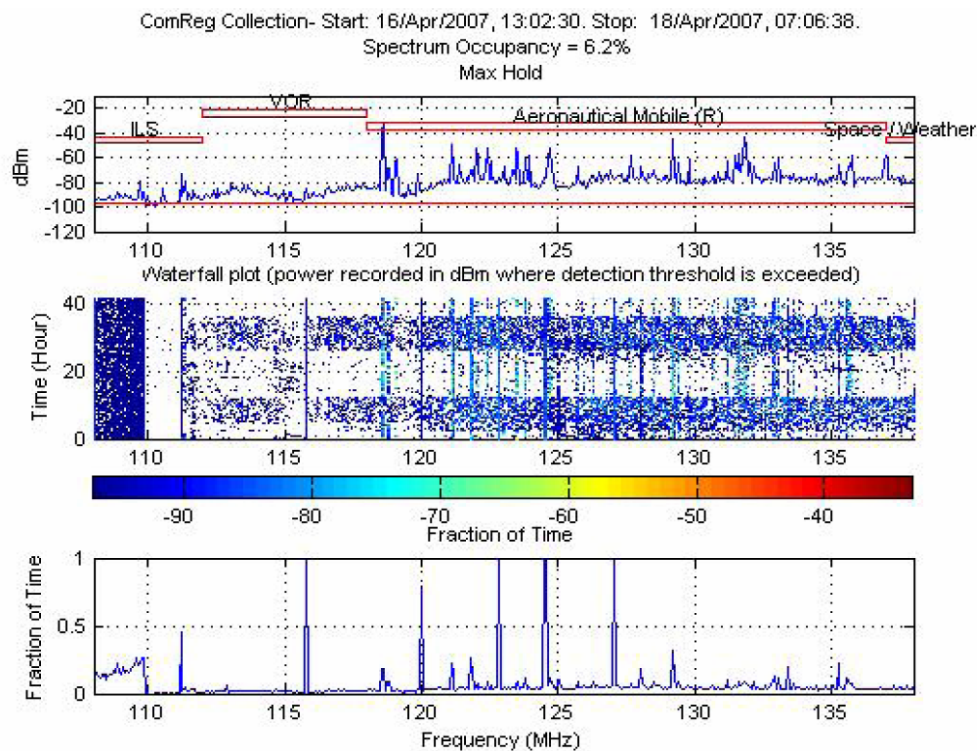 ComReg Collection- Start: 16/Apr/2007, 13:02:30. Stop: 18/Apr/2007, 07:06:38.
Spectrum Occupancy = 6.2%
Max Hold
dBm
-20
-40
-60
-80
-100
-120
ILS
VOR
Aeronautical Mobile (R)
Space / Weather
110 115 120 125 130 135
Waterfall plot (power recorded in dBm where detection threshold is exceeded)
Time (Hour)
40
20
0
110 115 120 125 130 135
-90 -80 -70 -60 -50 -40
Fraction of Time
Fraction of Time
1
0.5
0
110 115 120 125 130 135
Frequency (MHz)